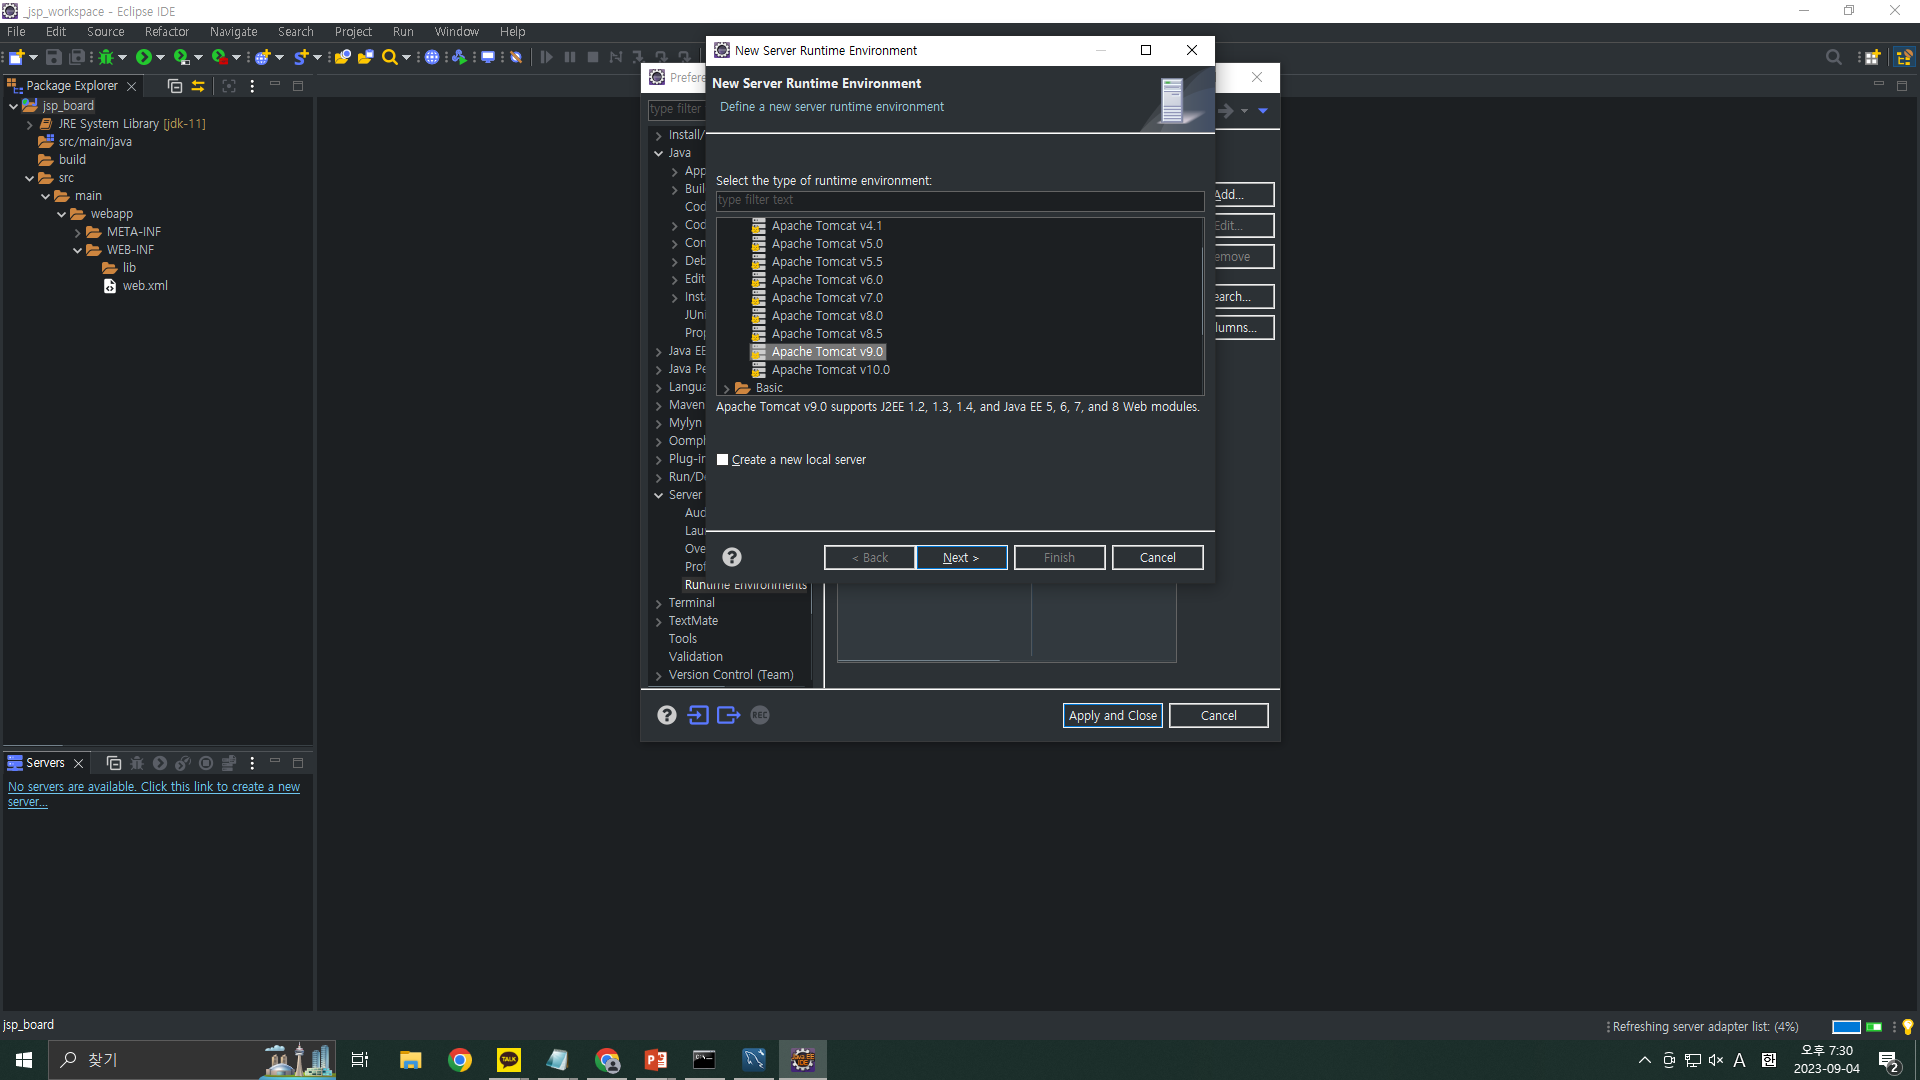 _jsp_workspace - Eclipse IDE
File Edit Source Refactor Navigate Search Project Run Window Help
Package Explorer
jsp_board
JRE System Library [jdk-11]
src/main/java
build
src
main
webapp
META-INF
WEB-INF
lib
web.xml
Prefere
type filter
Install/
Java
App
Buil
Cod
Cod
Con
Deb
Edit
Inst
JUni
Prop
Java EE
Java Pe
Langua
Maven
Mylyn
Oomph
Plug-in
Run/De
Server
Aud
Lau
Ove
Prof
Runtime Environments
Terminal
TextMate
Tools
Validation
Version Control (Team)
Add...
Edit...
emove
earch...
lumns...
REC
Apply and Close
Cancel
New Server Runtime Environment
New Server Runtime Environment
Define a new server runtime environment
Select the type of runtime environment:
type filter text
Apache Tomcat v4.1
Apache Tomcat v5.0
Apache Tomcat v5.5
Apache Tomcat v6.0
Apache Tomcat v7.0
Apache Tomcat v8.0
Apache Tomcat v8.5
Apache Tomcat v9.0
Apache Tomcat v10.0
Basic
Apache Tomcat v9.0 supports J2EE 1.2, 1.3, 1.4, and Java EE 5, 6, 7, and 8 Web modules.
Create a new local server
< Back
Next >
Finish
Cancel
Servers
No servers are available. Click this link to create a new
server...
jsp_board
Refreshing server adapter list: (4%)
찾기
TALK
A
오후 7:30
2023-09-04
2